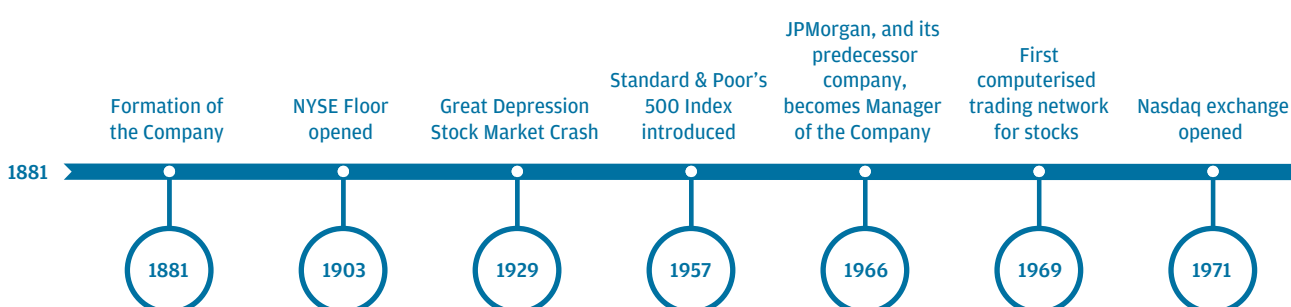 Formation of
the Company
NYSE Floor
opened
Great Depression
Stock Market Crash
Standard & Poor’s
500 Index
introduced
JPMorgan, and its
predecessor
company,
becomes Manager
of the Company
First
computerised
trading network
for stocks
Nasdaq exchange
opened
1881
1881
1903
1929
1957
1966
1969
1971